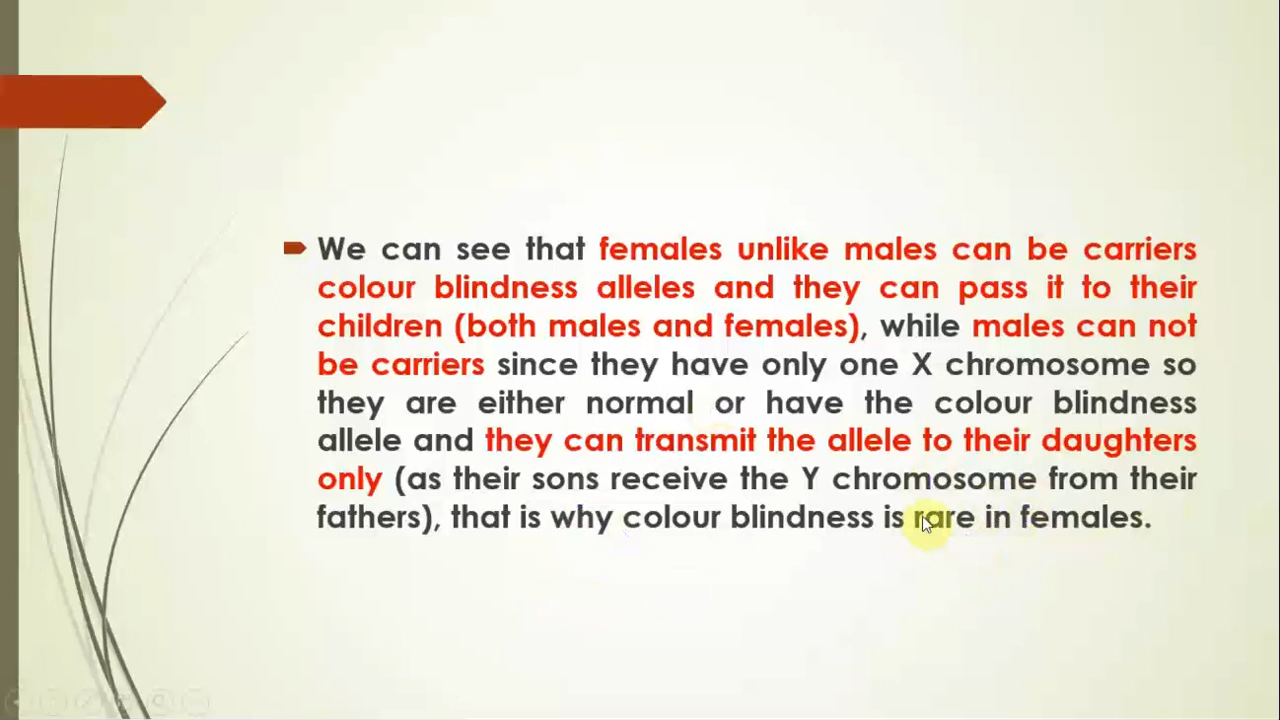 We can see that females unlike males can be carriers
colour blindness alleles and they can pass it to their
children (both males and females), while males can not
be carriers since they have only one X chromosome so
they are either normal or have the colour blindness
allele and they can transmit the allele to their daughters
only (as their sons receive the Y chromosome from their
fathers), that is why colour blindness is rare in females.